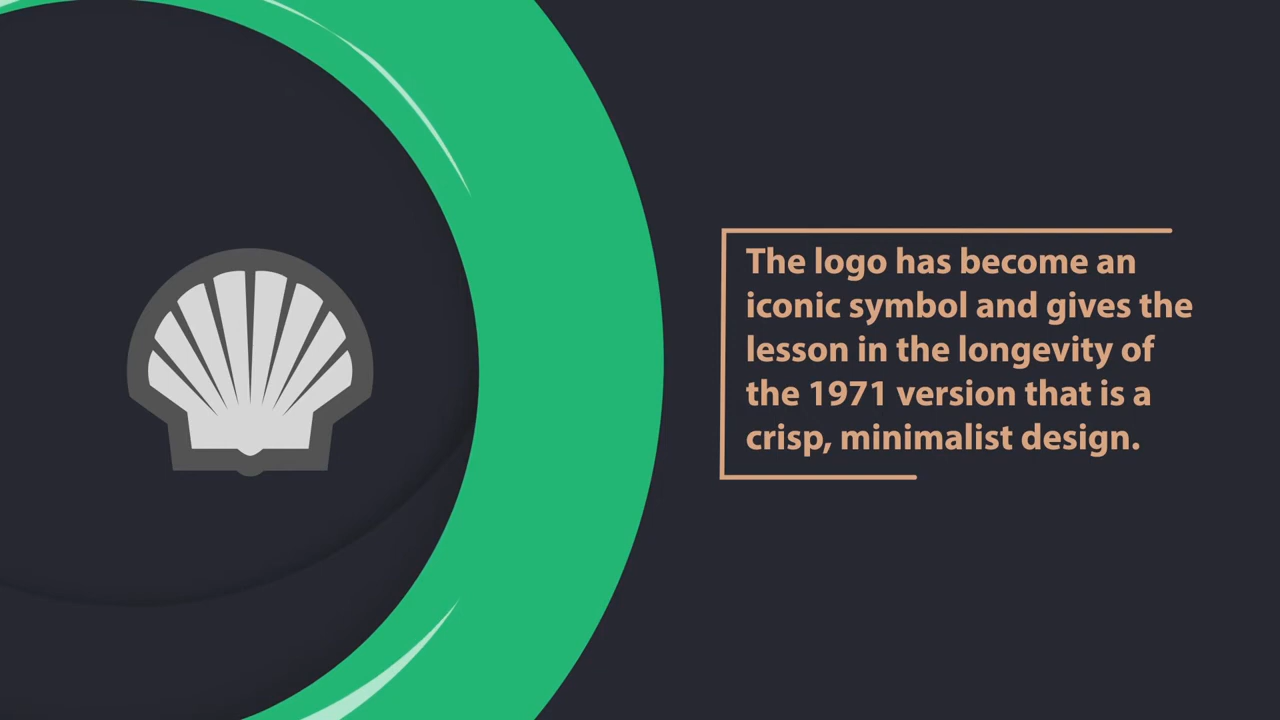 The logo has become an
iconic symbol and gives the
lesson in the longevity of
the 1971 version that is a
crisp, minimalist design.